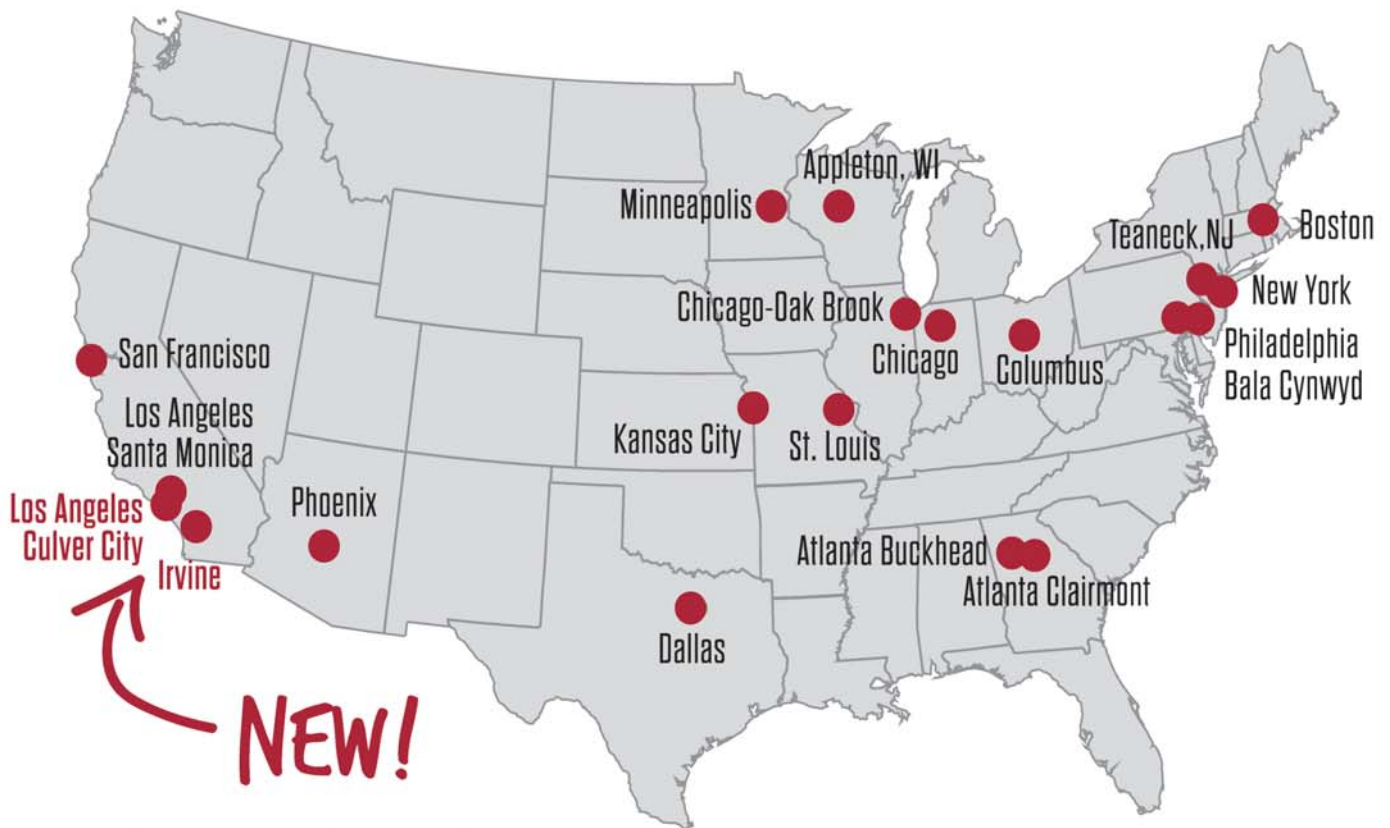 Appleton, WI
Minneapolis
Teaneck,NJ
Boston
New York
Chicago-Oak Brook
Chicago
Columbus
Philadelphia
Bala Cynwyd
San Francisco
Los Angeles
Santa Monica
Kansas City
St. Louis
Los Angeles
Culver City
Irvine
Phoenix
Atlanta Buckhead
Atlanta Clairmont
Dallas
NEW!